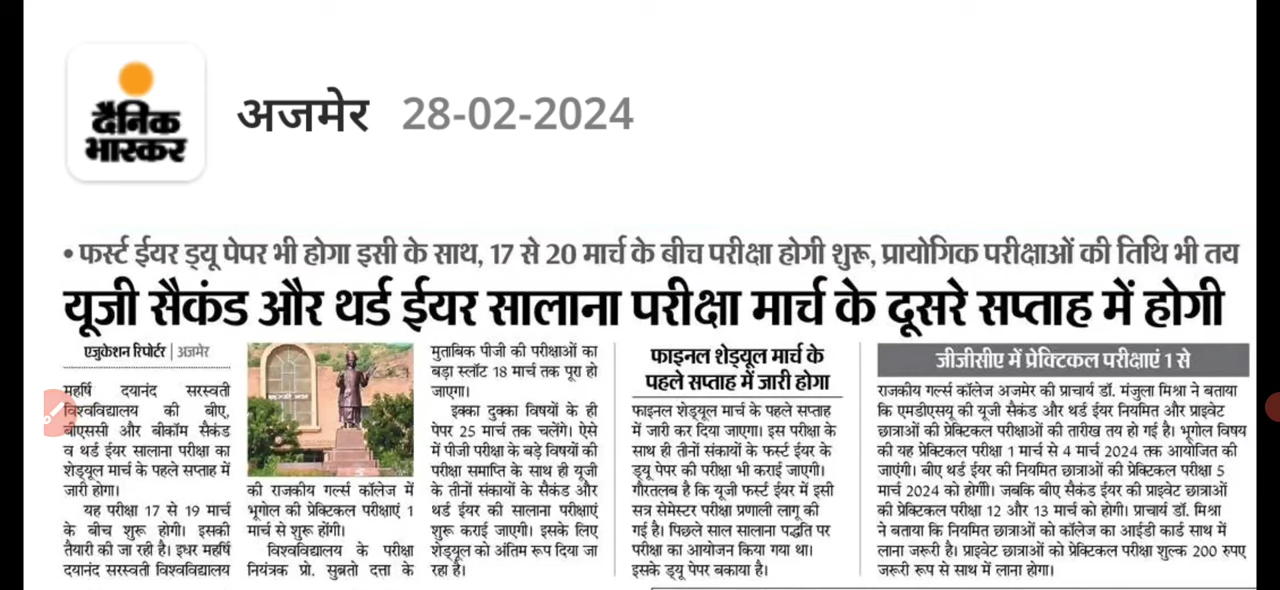 दैनिक
भास्कर
अजमेर 28-02-2024
• फर्स्ट ईयर ड्यू पेपर भी होगा इसी के साथ, 17 से 20 मार्च के बीच परीक्षा होगी शुरू, प्रायोगिक परीक्षाओं की तिथि भी तय
यूजी सैकंड और थर्ड ईयर सालाना परीक्षा मार्च के दूसरे सप्ताह में होगी
एजुकेशन रिपोर्टर | अजमेर
महर्षि दयानंद सरस्वती
विश्वविद्यालय की बीए,
बीएससी और बीकॉम सैकंड
व थर्ड ईयर सालाना परीक्षा का
शेड्यूल मार्च के पहले सप्ताह में
जारी होगा।
यह परीक्षा 17 से 19 मार्च
के बीच शुरू होगी। इसकी
तैयारी की जा रही है। इधर महर्षि
दयानंद सरस्वती विश्वविद्यालय
की राजकीय गर्ल्स कॉलेज में
भूगोल की प्रेक्टिकल परीक्षाएं 1
मार्च से शुरू होंगी।
विश्वविद्यालय के परीक्षा
नियंत्रक प्रो. सुब्रतो दत्ता के
मुताबिक पीजी की परीक्षाओं का
बड़ा स्लॉट 18 मार्च तक पूरा हो
जाएगा।
इक्का दुक्का विषयों के ही
पेपर 25 मार्च तक चलेंगे। ऐसे
में पीजी परीक्षा के बड़े विषयों की
परीक्षा समाप्ति के साथ ही यूजी
के तीनों संकायों के सैकंड और
थर्ड ईयर की सालाना परीक्षाएं
शुरू कराई जाएगी। इसके लिए
शेड्यूल को अंतिम रूप दिया जा
रहा है।
फाइनल शेड्यूल मार्च के
पहले सप्ताह में जारी होगा
फाइनल शेड्यूल मार्च के पहले सप्ताह
में जारी कर दिया जाएगा। इस परीक्षा के
साथ ही तीनों संकायों के फर्स्ट ईयर के
ड्यू पेपर की परीक्षा भी कराई जाएगी।
गौरतलब है कि यूजी फर्स्ट ईयर में इसी
सत्र सेमेस्टर परीक्षा प्रणाली लागू की
गई है। पिछले साल सालाना पद्धति पर
परीक्षा का आयोजन किया गया था।
इसके ड्यू पेपर बकाया है।
जीजीसीए में प्रेक्टिकल परीक्षाएं 1 से
राजकीय गर्ल्स कॉलेज अजमेर की प्राचार्य डॉ. मंजुला मिश्रा ने बताया
कि एमडीएसयू की यूजी सैकंड और थर्ड ईयर नियमित और प्राइवेट
छात्राओं की प्रेक्टिकल परीक्षाओं की तारीख तय हो गई है। भूगोल विषय
की यह प्रेक्टिकल परीक्षा 1 मार्च से 4 मार्च 2024 तक आयोजित की
जाएंगी। बीए थर्ड ईयर की नियमित छात्राओं की प्रेक्टिकल परीक्षा 5
मार्च 2024 को होगीी। जबकि बीए सैकंड ईयर की प्राइवेट छात्राओं
की प्रेक्टिकल परीक्षा 12 और 13 मार्च को होगी। प्राचार्य डॉ. मिश्रा
ने बताया कि नियमित छात्राओं को कॉलेज का आईडी कार्ड साथ में
लाना जरूरी है। प्राइवेट छात्राओं को प्रेक्टिकल परीक्षा शुल्क 200 रुपए
जरूरी रूप से साथ में लाना होगा।